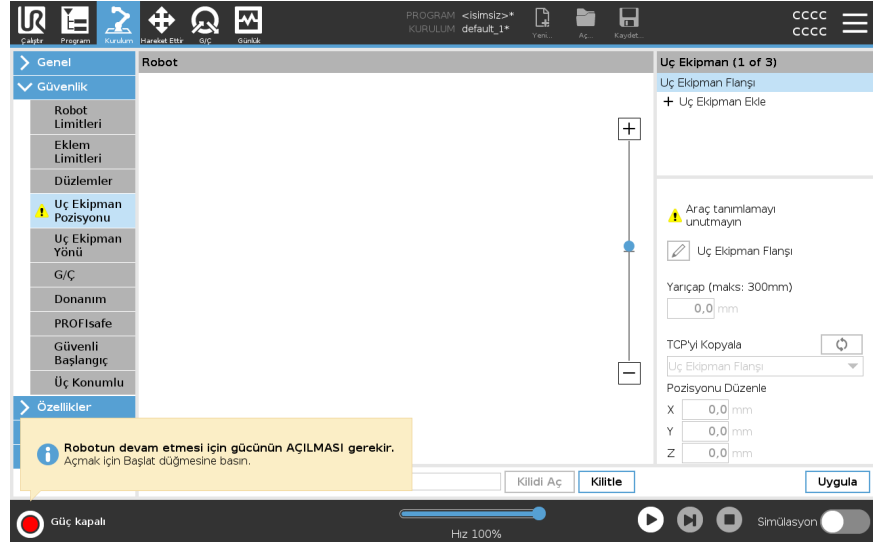 PROGRAM <isimsiz>*
KURULUM default_1*
Çalıştır Program Kurulum Hareket Ettir G/Ç Günlük
Yeni... Aç... Kaydet...
cccc
cccc
Genel
Güvenlik
Robot Limitleri
Eklem Limitleri
Düzlemler
Uç Ekipman Pozisyonu
Uç Ekipman Yönü
G/Ç
Donanım
PROFIsafe
Güvenli Başlangıç
Üç Konumlu
Özellikler
Robot
Uç Ekipman (1 of 3)
Uç Ekipman Flanşı
+ Uç Ekipman Ekle
Araç tanımlamayı
unutmayın
Uç Ekipman Flanşı
Yarıçap (maks: 300mm)
0,0 mm
TCP'yi Kopyala
Uç Ekipman Flanşı
Pozisyonu Düzenle
X 0,0 mm
Y 0,0 mm
Z 0,0 mm
Robotun devam etmesi için gücünün AÇILMASI gerekir.
Açmak için Başlat düğmesine basın.
Kilidi Aç Kilitle Uygula
Güç kapalı
Hız 100%
Simülasyon